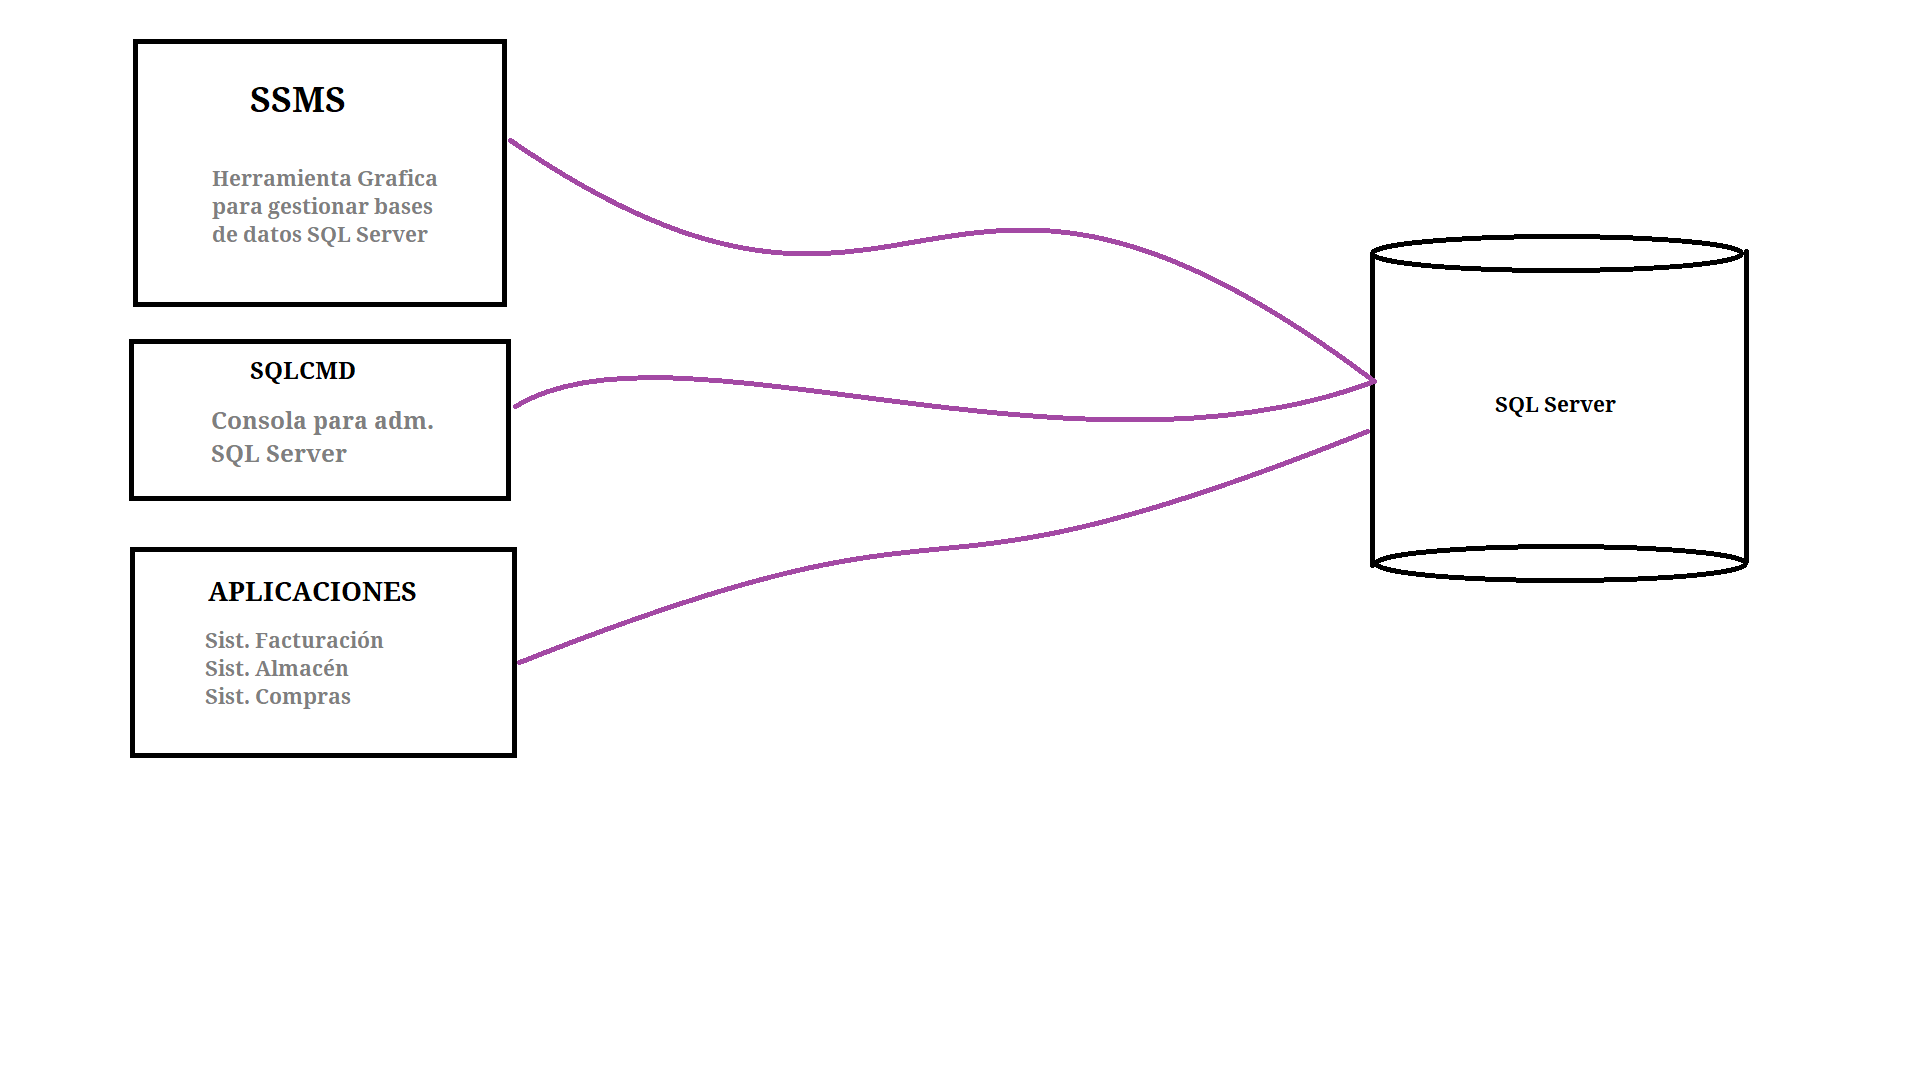 SSMS
Herramienta Grafica
para gestionar bases
de datos SQL Server
SQLCMD
Consola para adm.
SQL Server
APLICACIONES
Sist. Facturación
Sist. Almacén
Sist. Compras
SQL Server